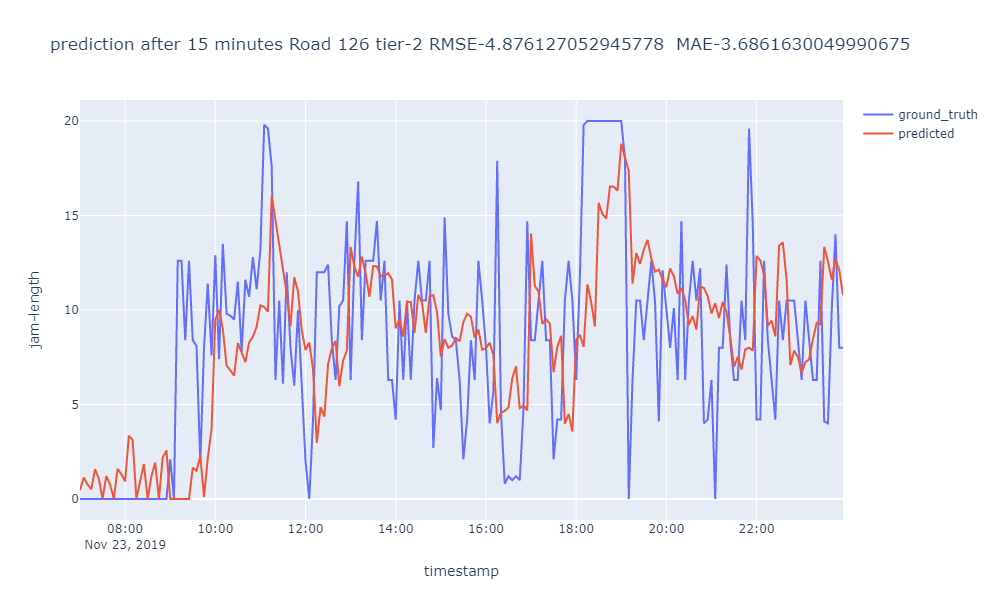 prediction after 15 minutes Road 126 tier-2 RMSE-4.876127052945778  MAE-3.6861630049990675
ground_truth
predicted
jam-length
20
15
10
5
0
08:00 10:00 12:00 14:00 16:00 18:00 20:00 22:00
Nov 23, 2019
timestamp